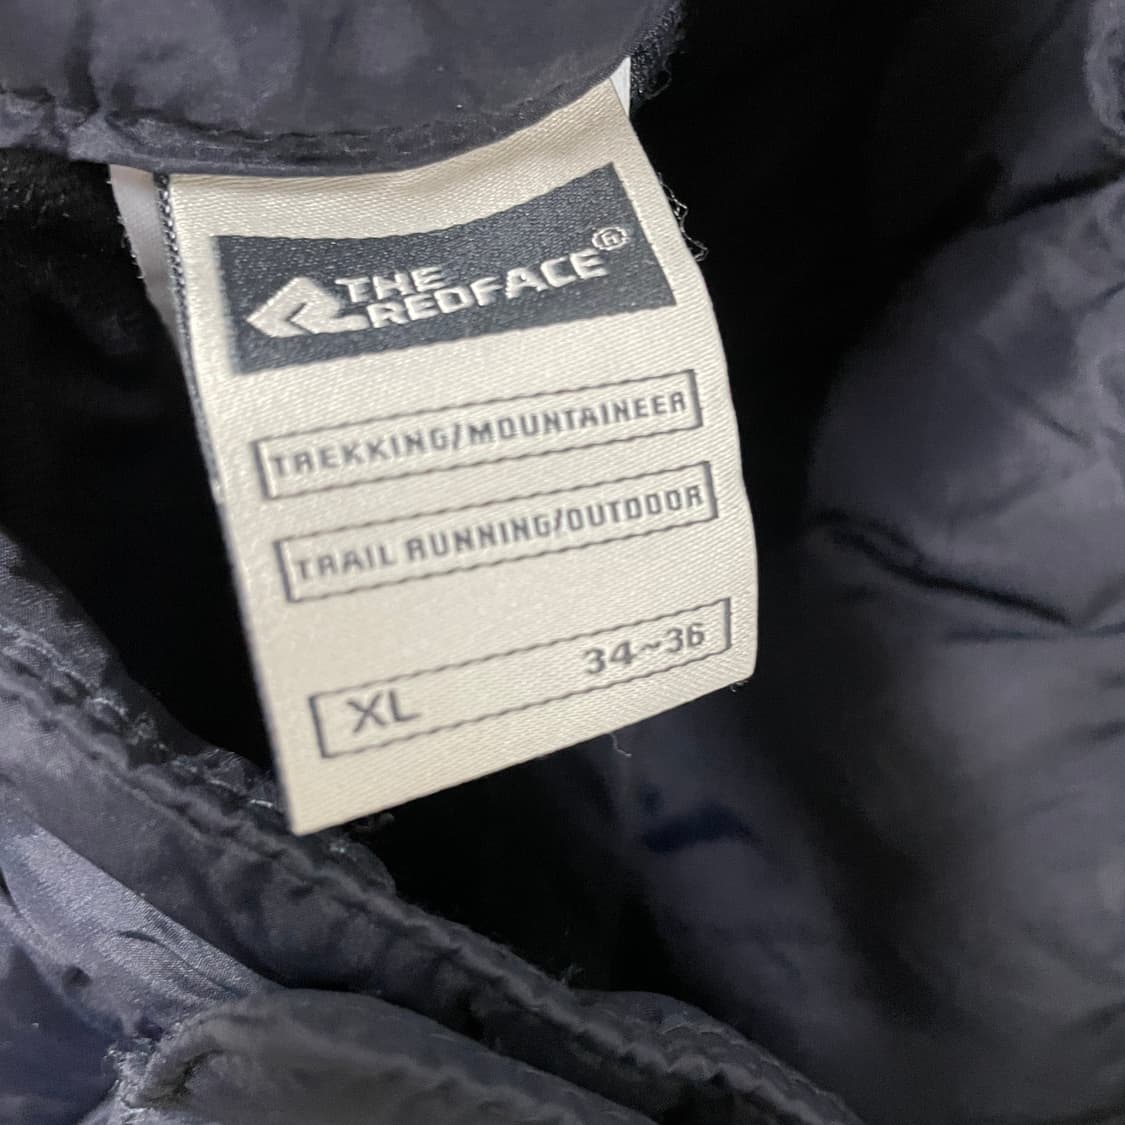 THE
REDFACE®
TREKKING/MOUNTAINEER
TRAIL RUNNING/OUTDOOR
XL 34~36